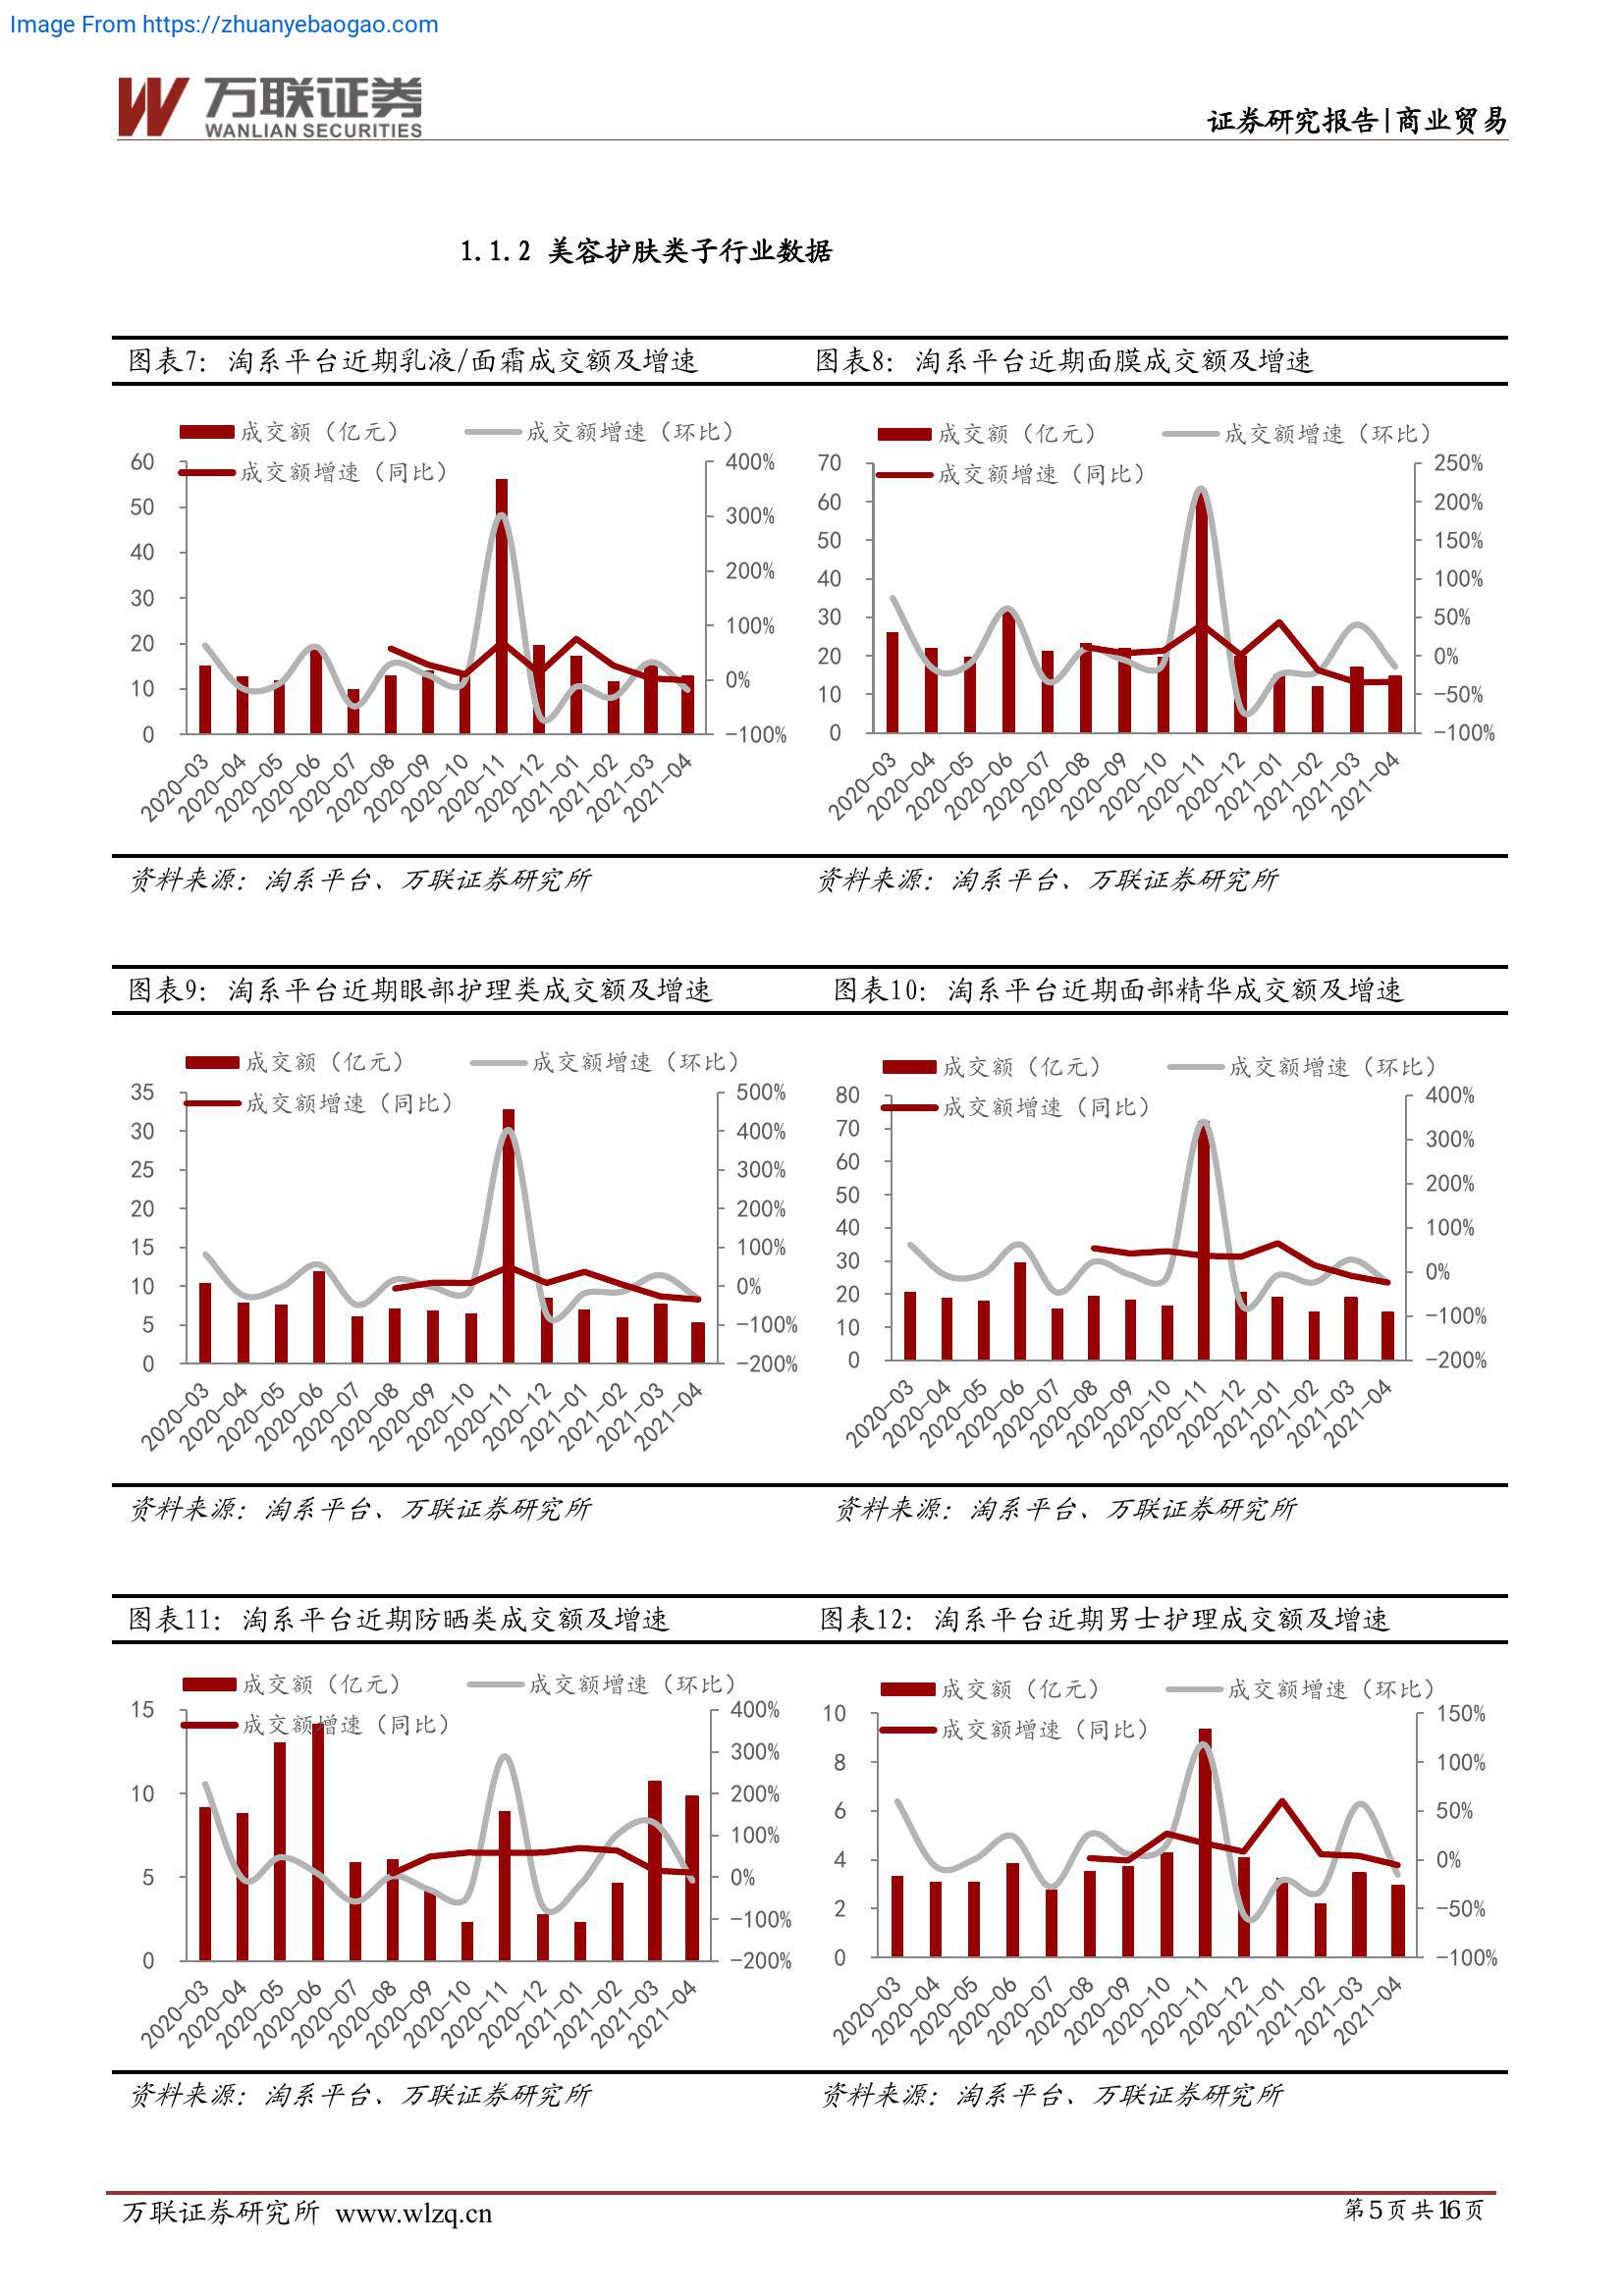 Image From https://zhuanyebaogao.com
万联证券
WANLIAN SECURITIES
证券研究报告|商业贸易
1.1.2 美容护肤类子行业数据
图表7：淘系平台近期乳液/面霜成交额及增速
成交额（亿元）
成交额增速（环比）
成交额增速（同比）
60
50
40
30
20
10
0
400%
300%
200%
100%
0%
-100%
2020-03 2020-04 2020-05 2020-06 2020-07 2020-08 2020-09 2020-10 2020-11 2020-12 2021-01 2021-02 2021-03 2021-04
资料来源：淘系平台、万联证券研究所
图表8：淘系平台近期面膜成交额及增速
成交额（亿元）
成交额增速（环比）
成交额增速（同比）
70
60
50
40
30
20
10
0
250%
200%
150%
100%
50%
0%
-50%
-100%
2020-03 2020-04 2020-05 2020-06 2020-07 2020-08 2020-09 2020-10 2020-11 2020-12 2021-01 2021-02 2021-03 2021-04
资料来源：淘系平台、万联证券研究所
图表9：淘系平台近期眼部护理类成交额及增速
成交额（亿元）
成交额增速（环比）
成交额增速（同比）
35
30
25
20
15
10
5
0
500%
400%
300%
200%
100%
0%
-100%
-200%
2020-03 2020-04 2020-05 2020-06 2020-07 2020-08 2020-09 2020-10 2020-11 2020-12 2021-01 2021-02 2021-03 2021-04
资料来源：淘系平台、万联证券研究所
图表10：淘系平台近期面部精华成交额及增速
成交额（亿元）
成交额增速（环比）
成交额增速（同比）
80
70
60
50
40
30
20
10
0
400%
300%
200%
100%
0%
-100%
-200%
2020-03 2020-04 2020-05 2020-06 2020-07 2020-08 2020-09 2020-10 2020-11 2020-12 2021-01 2021-02 2021-03 2021-04
资料来源：淘系平台、万联证券研究所
图表11：淘系平台近期防晒类成交额及增速
成交额（亿元）
成交额增速（环比）
成交额增速（同比）
15
10
5
0
400%
300%
200%
100%
0%
-100%
-200%
2020-03 2020-04 2020-05 2020-06 2020-07 2020-08 2020-09 2020-10 2020-11 2020-12 2021-01 2021-02 2021-03 2021-04
资料来源：淘系平台、万联证券研究所
图表12：淘系平台近期男士护理成交额及增速
成交额（亿元）
成交额增速（环比）
成交额增速（同比）
10
8
6
4
2
0
150%
100%
50%
0%
-50%
-100%
2020-03 2020-04 2020-05 2020-06 2020-07 2020-08 2020-09 2020-10 2020-11 2020-12 2021-01 2021-02 2021-03 2021-04
资料来源：淘系平台、万联证券研究所
万联证券研究所 www.wlzq.cn
第5页共16页